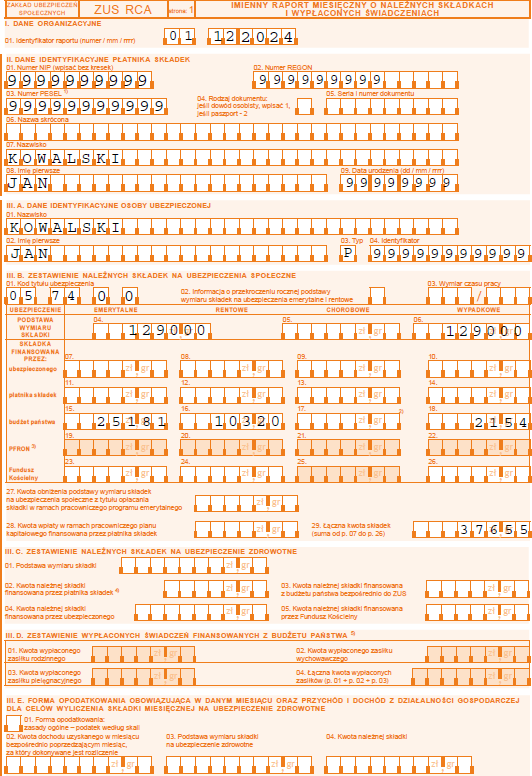 ZAKŁAD UBEZPIECZEŃ SPOŁECZNYCH
ZUS RCA
strona: 1
IMIENNY RAPORT MIESIĘCZNY O NALEŻNYCH SKŁADKACH
I WYPŁACONYCH ŚWIADCZENIACH
I. DANE ORGANIZACYJNE
01. Identyfikator raportu (numer / mm / rrrr) 01 122024
II. DANE IDENTYFIKACYJNE PŁATNIKA SKŁADEK
01. Numer NIP (wpisać bez kresek) 02. Numer REGON
9999999999 999999999
03. Numer PESEL 1) 04. Rodzaj dokumentu: 05. Seria i numer dokumentu
99999999999 jeśli dowód osobisty, wpisać 1,
jeśli paszport - 2
06. Nazwa skrócona
07. Nazwisko
KOWALSKI
08. Imię pierwsze 09. Data urodzenia (dd / mm / rrrr)
JAN 99999999
III. A. DANE IDENTYFIKACYJNE OSOBY UBEZPIECZONEJ
01. Nazwisko
KOWALSKI
02. Imię pierwsze 03. Typ 04. Identyfikator
JAN P 99999999999
III. B. ZESTAWIENIE NALEŻNYCH SKŁADEK NA UBEZPIECZENIA SPOŁECZNE
01. Kod tytułu ubezpieczenia 02. Informacja o przekroczeniu rocznej podstawy 03. Wymiar czasu pracy
05 74 0 0 wymiaru składek na ubezpieczenia emerytalne i rentowe /
UBEZPIECZENIE EMERYTALNE RENTOWE CHOROBOWE WYPADKOWE
PODSTAWA WYMIARU SKŁADKI 04. 129000 05. zł gr 06. 129000
SKŁADKA FINANSOWANA PRZEZ:
ubezpieczonego 07. zł gr 08. zł gr 09. zł gr 10. zł gr
płatnika składek 11. zł gr 12. zł gr 13. zł gr 14. zł gr
budżet państwa 15. 25181 16. 10320 17. zł gr 2) 18. 2154
PFRON 3) 19. zł gr 20. zł gr 21. zł gr 22. zł gr
Fundusz Kościelny 23. zł gr 24. zł gr 25. zł gr 26. zł gr
27. Kwota obniżenia podstawy wymiaru składek
na ubezpieczenia społeczne z tytułu opłacania
składki w ramach pracowniczego programu emerytalnego zł gr
28. Kwota wpłaty w ramach pracowniczego planu 29. Łączna kwota składek
kapitałowego finansowana przez płatnika składek zł gr (suma od p. 07 do p. 26) 37655
III. C. ZESTAWIENIE NALEŻNYCH SKŁADEK NA UBEZPIECZENIE ZDROWOTNE
01. Podstawa wymiaru składki zł gr
02. Kwota należnej składki 03. Kwota należnej składki finansowana
finansowana przez płatnika składek 4) zł gr z budżetu państwa bezpośrednio do ZUS zł gr
04. Kwota należnej składki 05. Kwota należnej składki finansowana
finansowana przez ubezpieczonego zł gr przez Fundusz Kościelny zł gr
III. D. ZESTAWIENIE WYPŁACONYCH ŚWIADCZEŃ FINANSOWANYCH Z BUDŻETU PAŃSTWA 5)
01. Kwota wypłaconego 02. Kwota wypłaconego zasiłku
zasiłku rodzinnego zł gr wychowawczego zł gr
03. Kwota wypłaconego 04. Łączna kwota wypłaconych
zasiłku pielęgnacyjnego zł gr zasiłków (p. 01 + p. 02 + p. 03) zł gr
III. E. FORMA OPODATKOWANIA OBOWIĄZUJĄCA W DANYM MIESIĄCU ORAZ PRZYCHÓD I DOCHÓD Z DZIAŁALNOŚCI GOSPODARCZEJ
DLA CELÓW WYLICZENIA SKŁADKI MIESIĘCZNEJ NA UBEZPIECZENIE ZDROWOTNE
01. Forma opodatkowania:
zasady ogólne – podatek według skali
02. Kwota dochodu uzyskanego w miesiącu 03. Podstawa wymiaru składki 04. Kwota należnej składki
bezpośrednio poprzedzającym miesiąc, na ubezpieczenie zdrowotne
za który dokonywane jest rozliczenie
zł gr zł gr zł gr